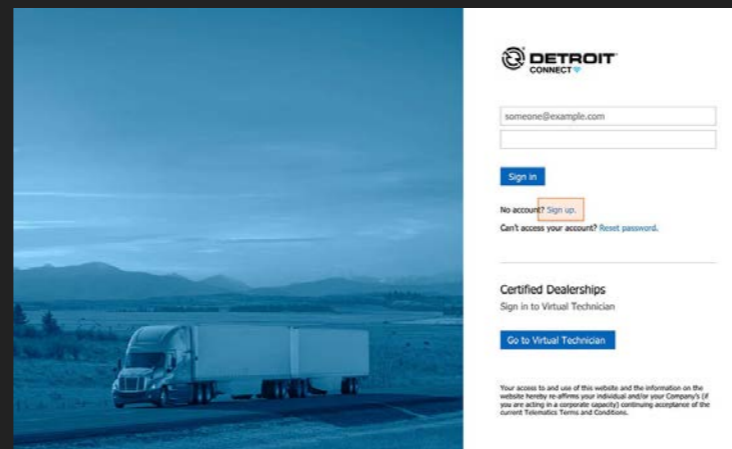 DETROIT
CONNECT
someone@example.com
Sign in
No account? Sign up.
Can't access your account? Reset password.
Certified Dealerships
Sign in to Virtual Technician
Go to Virtual Technician
Your access to and use of this website and the information on the
website hereby re-affirms your individual and/or your Company's (if
you are acting in a corporate capacity) continuing acceptance of the
current Telematics Terms and Conditions.